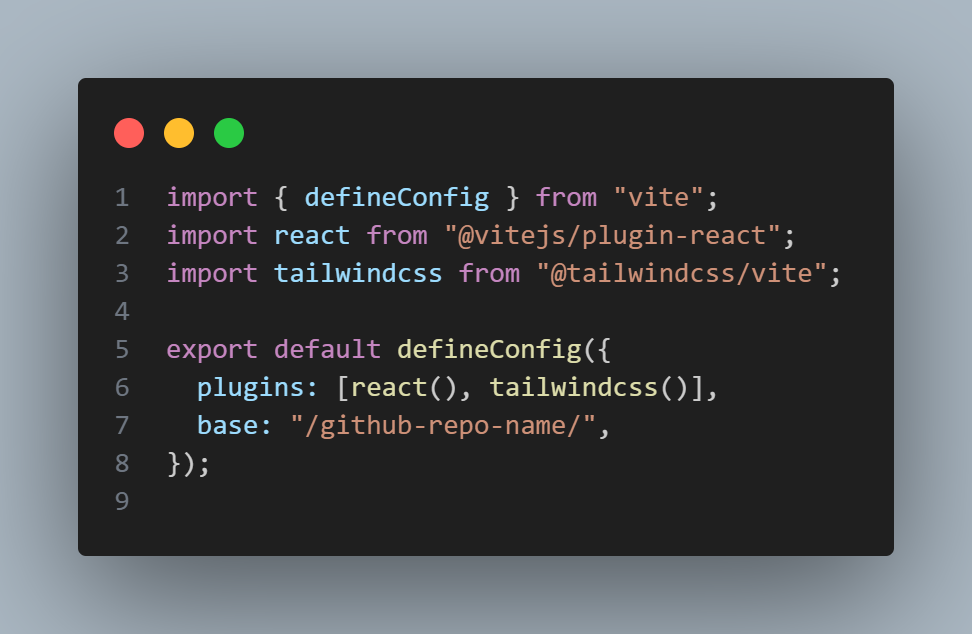 1 import { defineConfig } from "vite";
2 import react from "@vitejs/plugin-react";
3 import tailwindcss from "@tailwindcss/vite";
4
5 export default defineConfig({
6   plugins: [react(), tailwindcss()],
7   base: "/github-repo-name/",
8 });
9